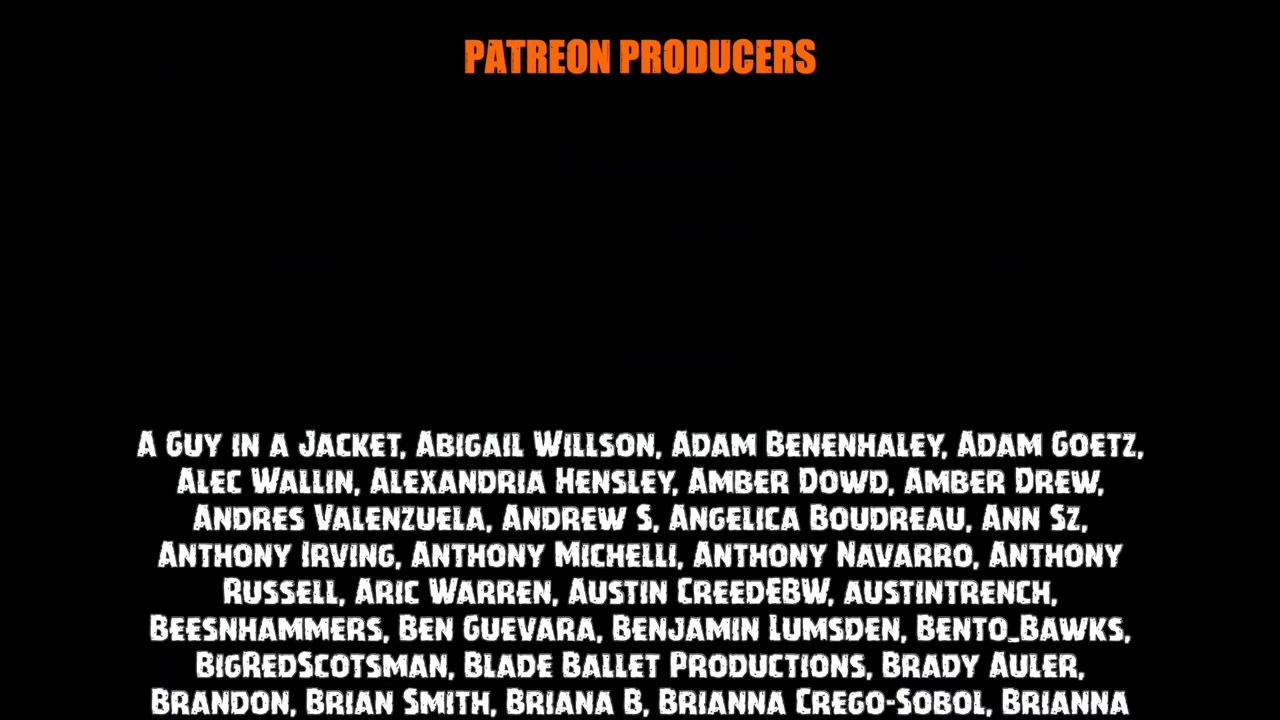 PATREON PRODUCERS
A Guy in a Jacket, Abigail Willson, Adam Benenhaley, Adam Goetz,
Alec Wallin, Alexandria Hensley, Amber Dowd, Amber Drew,
Andres Valenzuela, Andrew S, Angelica Boudreau, Ann Sz,
Anthony Irving, Anthony Michelli, Anthony Navarro, Anthony
Russell, Aric Warren, Austin CreedEBW, austintrench,
Beesnhammers, Ben Guevara, Benjamin Lumsden, Bento_Bawks,
BigRedScotsman, Blade Ballet Productions, Brady Auler,
Brandon, Brian Smith, Briana B, Brianna Crego-Sobol, Brianna